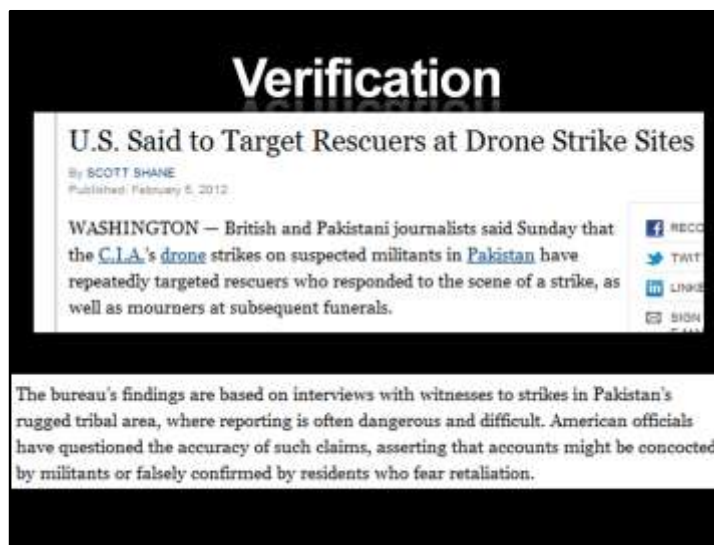 Verification
U.S. Said to Target Rescuers at Drone Strike Sites
By SCOTT SHANE
Published: February 5, 2012
WASHINGTON — British and Pakistani journalists said Sunday that
the C.I.A.'s drone strikes on suspected militants in Pakistan have
repeatedly targeted rescuers who responded to the scene of a strike, as
well as mourners at subsequent funerals.
RECO
TWIT
LINKE
SIGN
The bureau's findings are based on interviews with witnesses to strikes in Pakistan's
rugged tribal area, where reporting is often dangerous and difficult. American officials
have questioned the accuracy of such claims, asserting that accounts might be concocted
by militants or falsely confirmed by residents who fear retaliation.